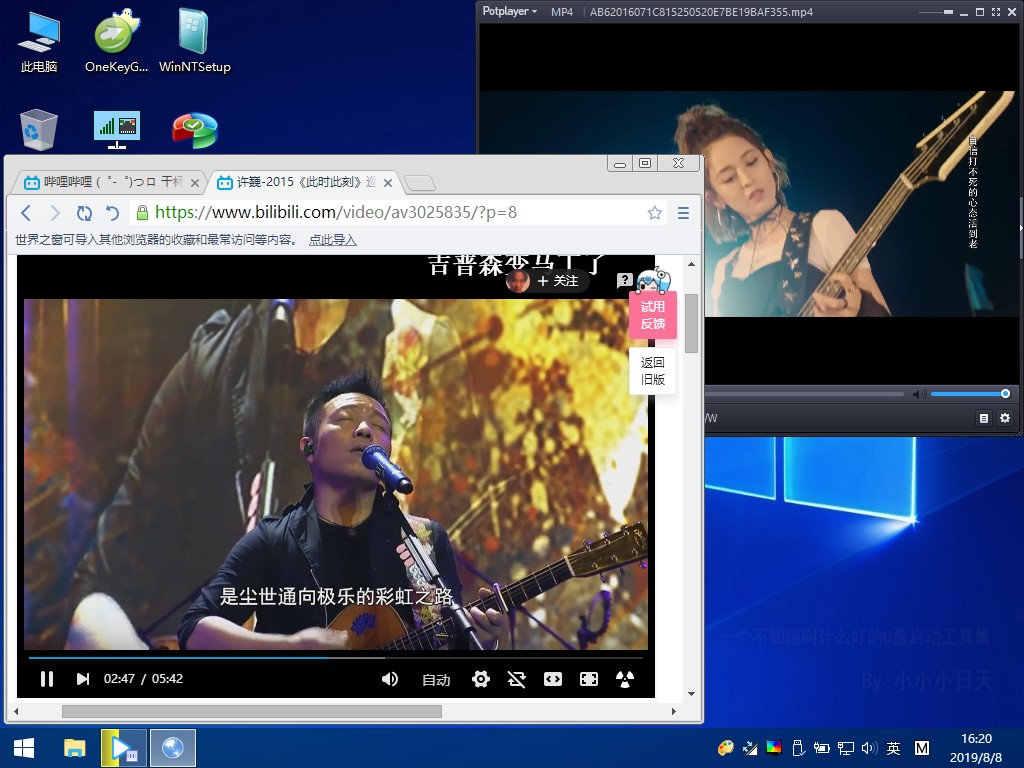 此电脑
OneKeyG...
WinNTSetup
Potplayer
MP4
AB62016071C815250520E7BE19BAF355.mp4
自信打不死的心态活到老
哔哩哔哩 (゜-゜)つロ 干杯
许巍-2015《此时此刻》巡
https://www.bilibili.com/video/av3025835/?p=8
世界之窗可导入其他浏览器的收藏和最常访问等内容。 点此导入
吉普森变马丁了
+ 关注
试用
反馈
返回
旧版
是尘世通向极乐的彩虹之路
02:47 / 05:42
自动
/W
一个不知道叫什么好的U盘启动工具集
By:小小小日天
英
M
16:20
2019/8/8